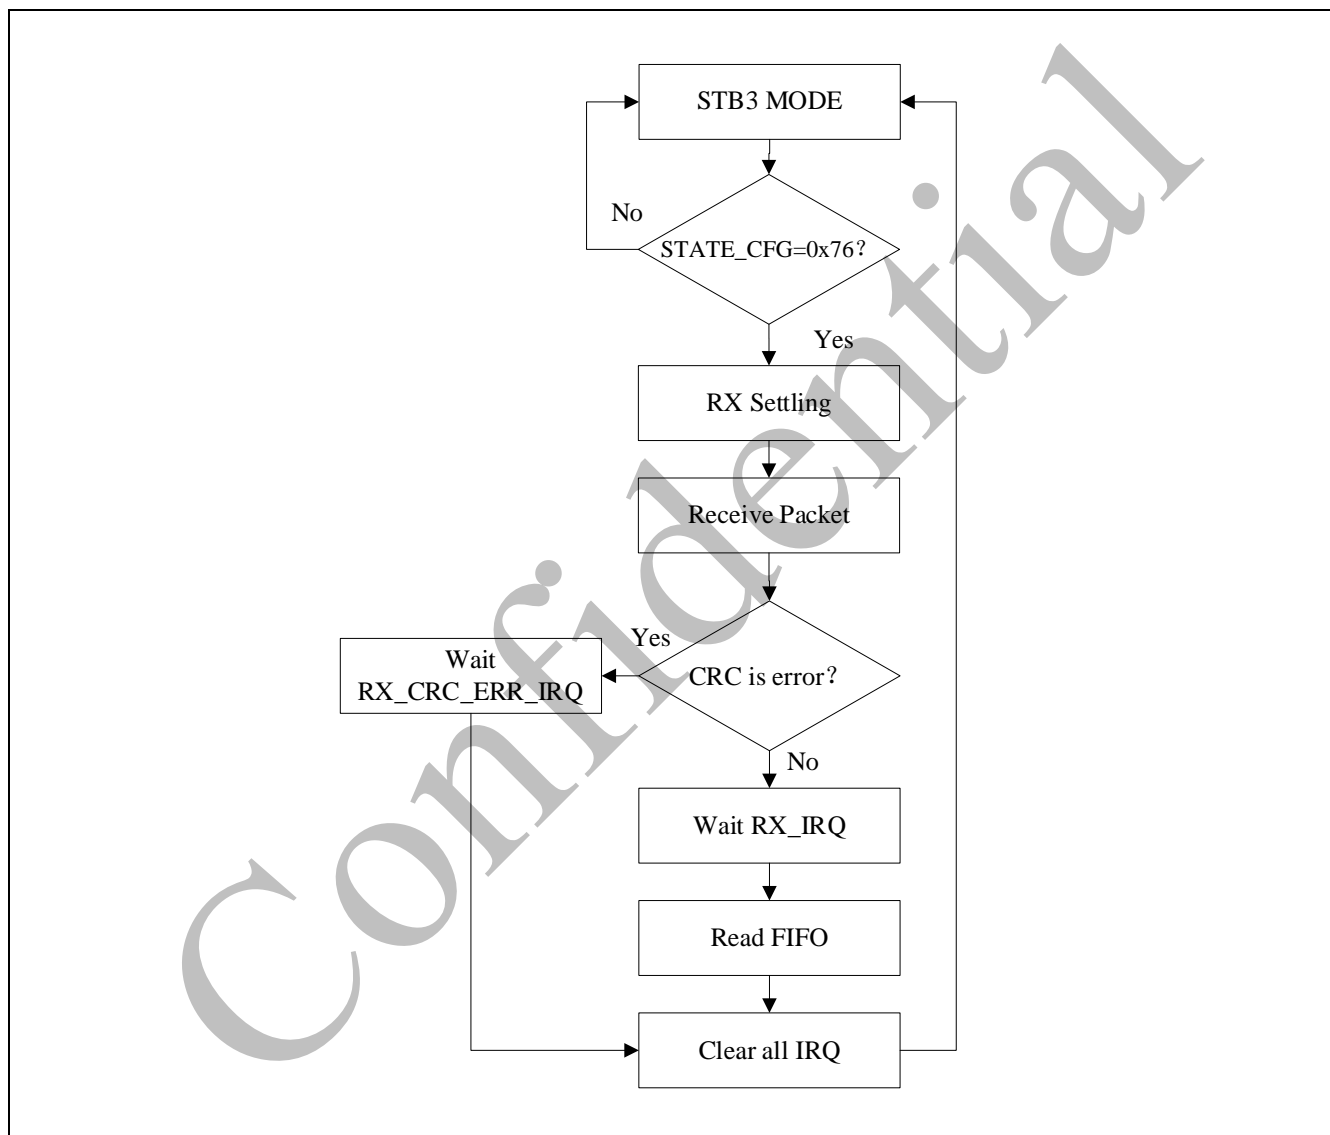 STB3 MODE
No
STATE_CFG=0x76?
Yes
RX Settling
Receive Packet
Yes
Wait
RX_CRC_ERR_IRQ
CRC is error?
No
Wait RX_IRQ
Read FIFO
Clear all IRQ
Confidential